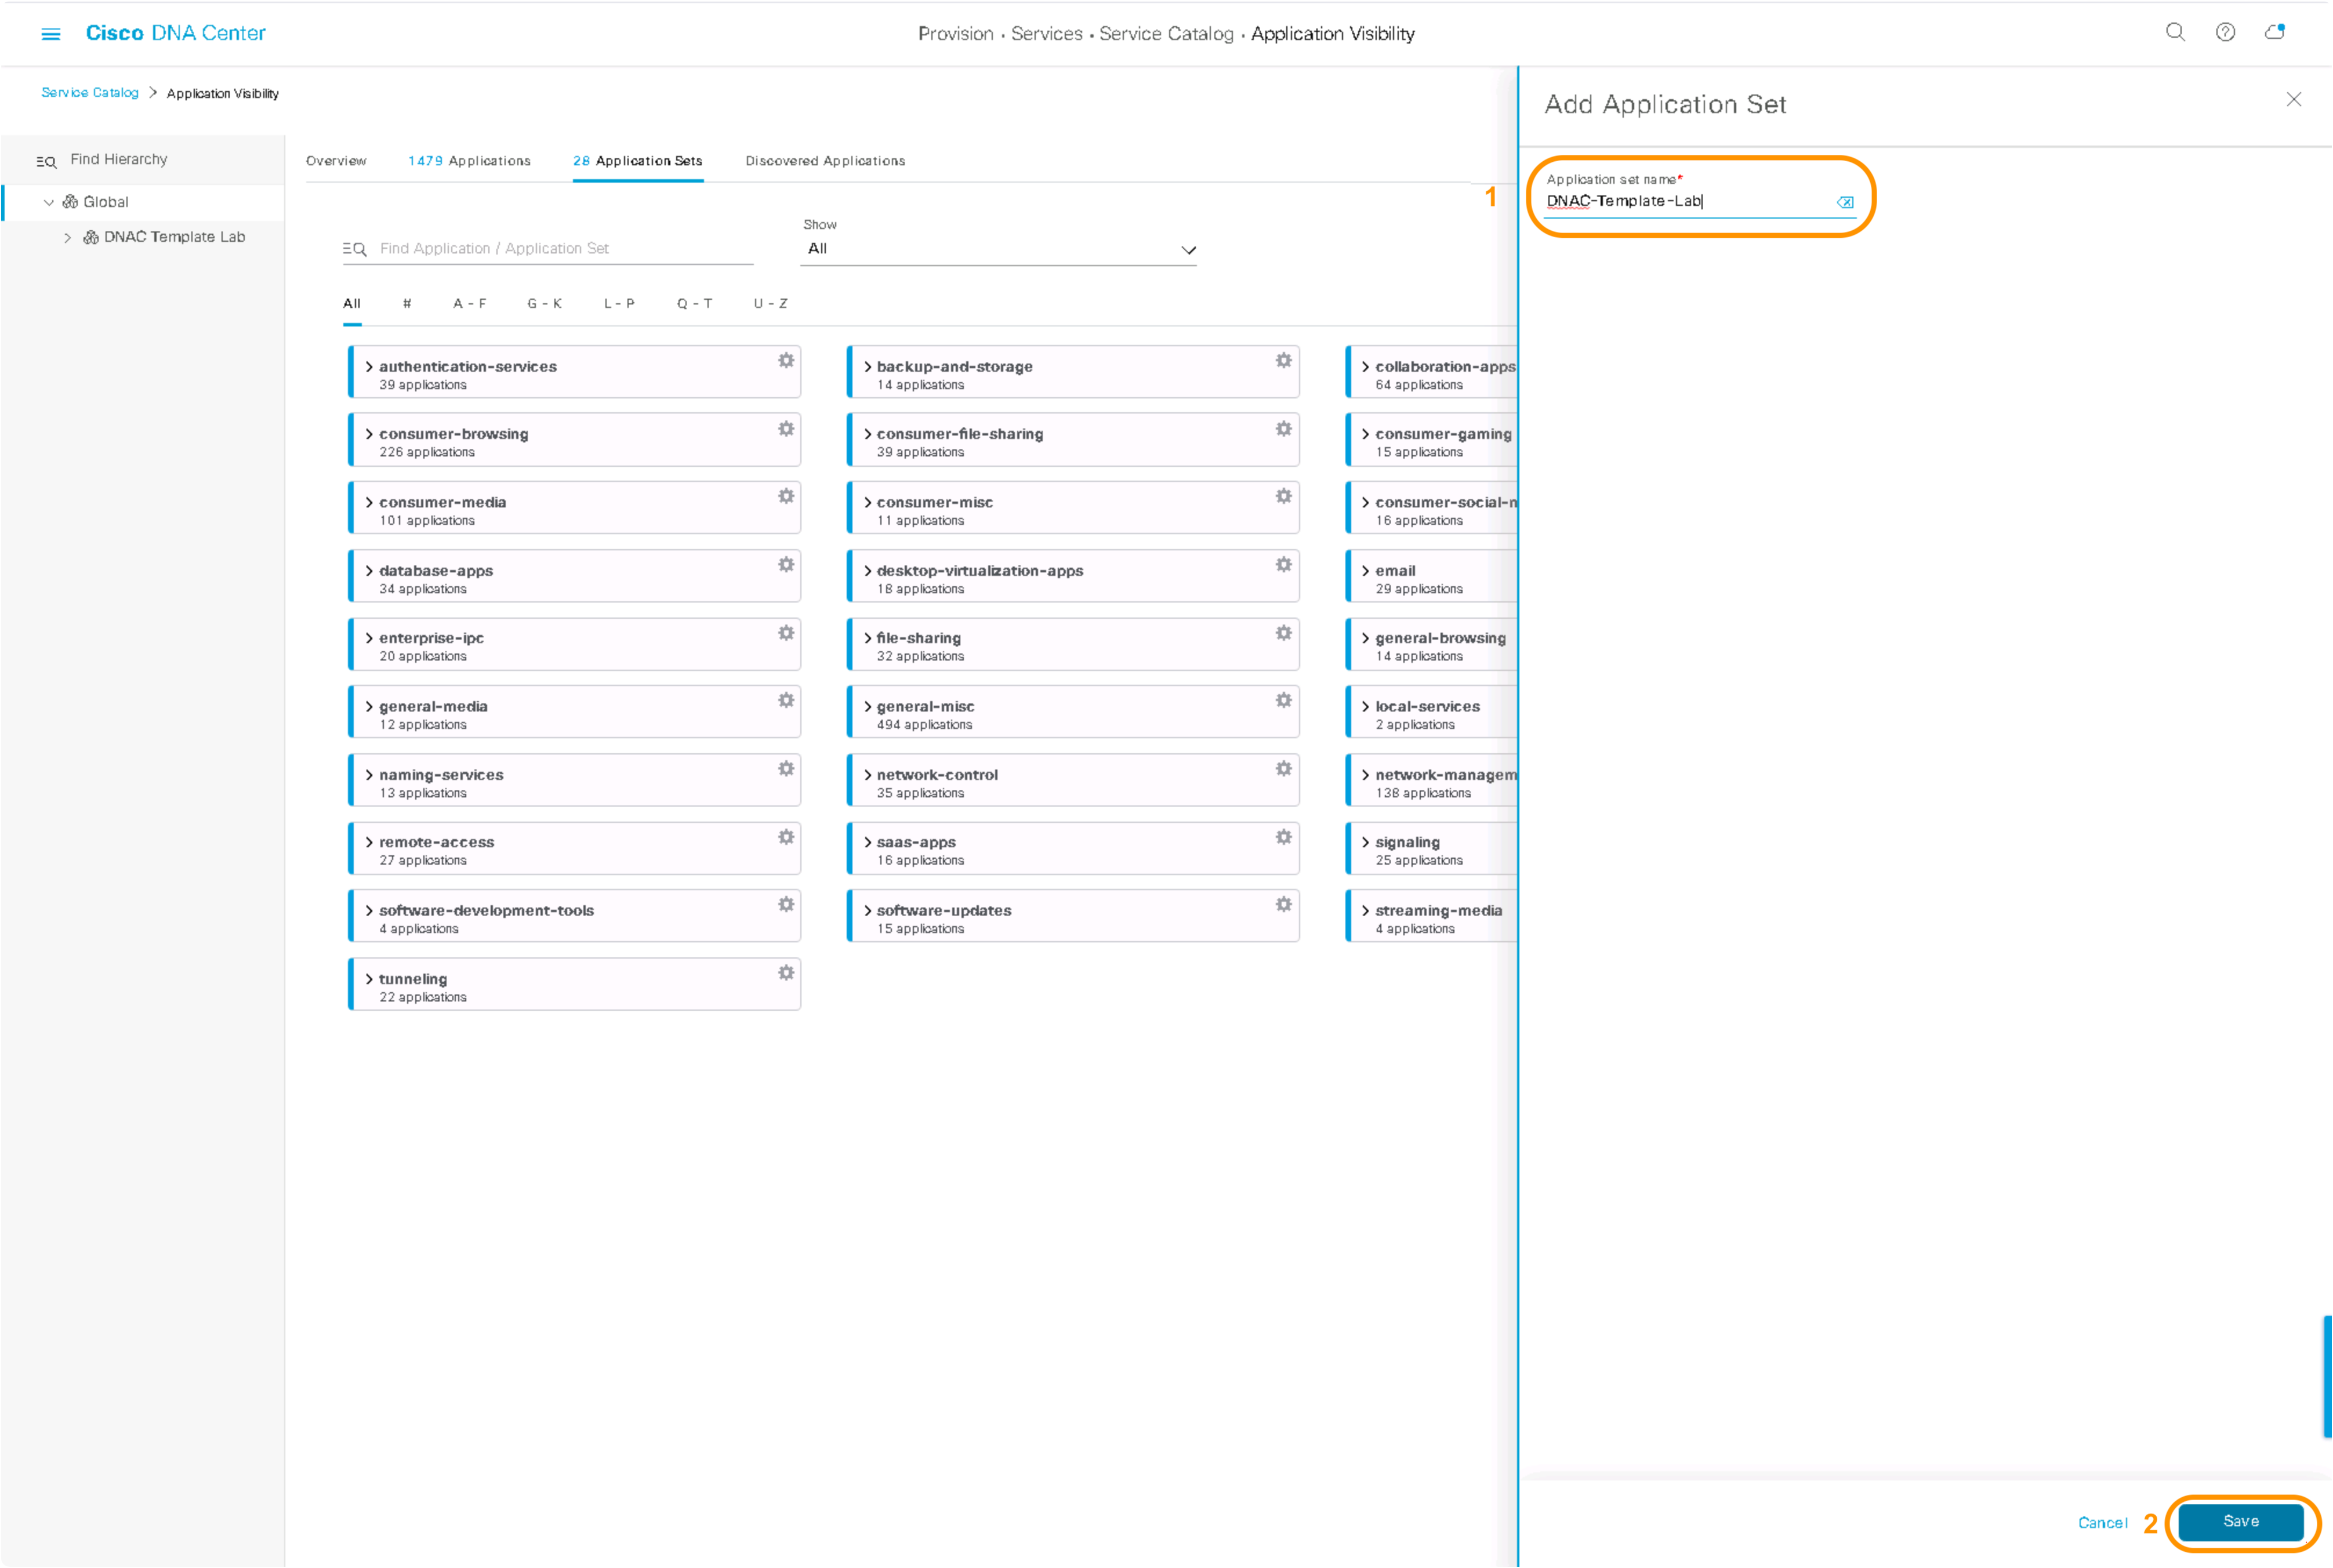 Cisco DNA Center
Provision · Services · Service Catalog · Application Visibility
Service Catalog > Application Visibility
Find Hierarchy
Global
DNAC Template Lab
Overview 1479 Applications 28 Application Sets Discovered Applications
Find Application / Application Set
Show
All
All # A - F G - K L - P Q - T U - Z
authentication-services
39 applications
backup-and-storage
14 applications
collaboration-apps
64 applications
consumer-browsing
226 applications
consumer-file-sharing
39 applications
consumer-gaming
15 applications
consumer-media
101 applications
consumer-misc
11 applications
consumer-social-m
16 applications
database-apps
34 applications
desktop-virtualization-apps
18 applications
email
29 applications
enterprise-ipc
20 applications
file-sharing
32 applications
general-browsing
14 applications
general-media
12 applications
general-misc
494 applications
local-services
2 applications
naming-services
13 applications
network-control
35 applications
network-managem
138 applications
remote-access
27 applications
saas-apps
16 applications
signaling
25 applications
software-development-tools
4 applications
software-updates
15 applications
streaming-media
4 applications
tunneling
22 applications
Add Application Set
1
Application set name*
DNAC-Template-Lab
Cancel 2 Save